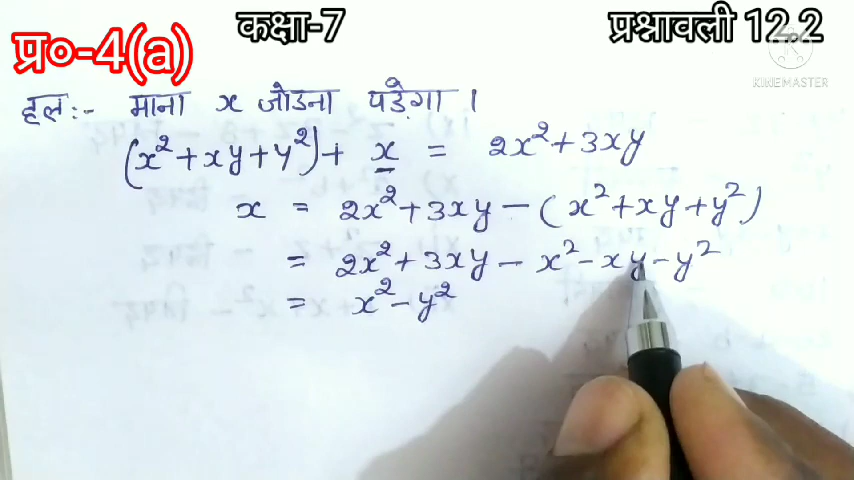 प्र०-4(a)
कक्षा-7
प्रश्नावली 12.2
KINEMASTER
हल:- माना x जोडना पड़ेगा ।
(x²+xy+y²)+ x = 2x²+3xy
x = 2x²+3xy-(x²+xy+y²)
= 2x²+3xy-x²-xy-y²
= x²-y²